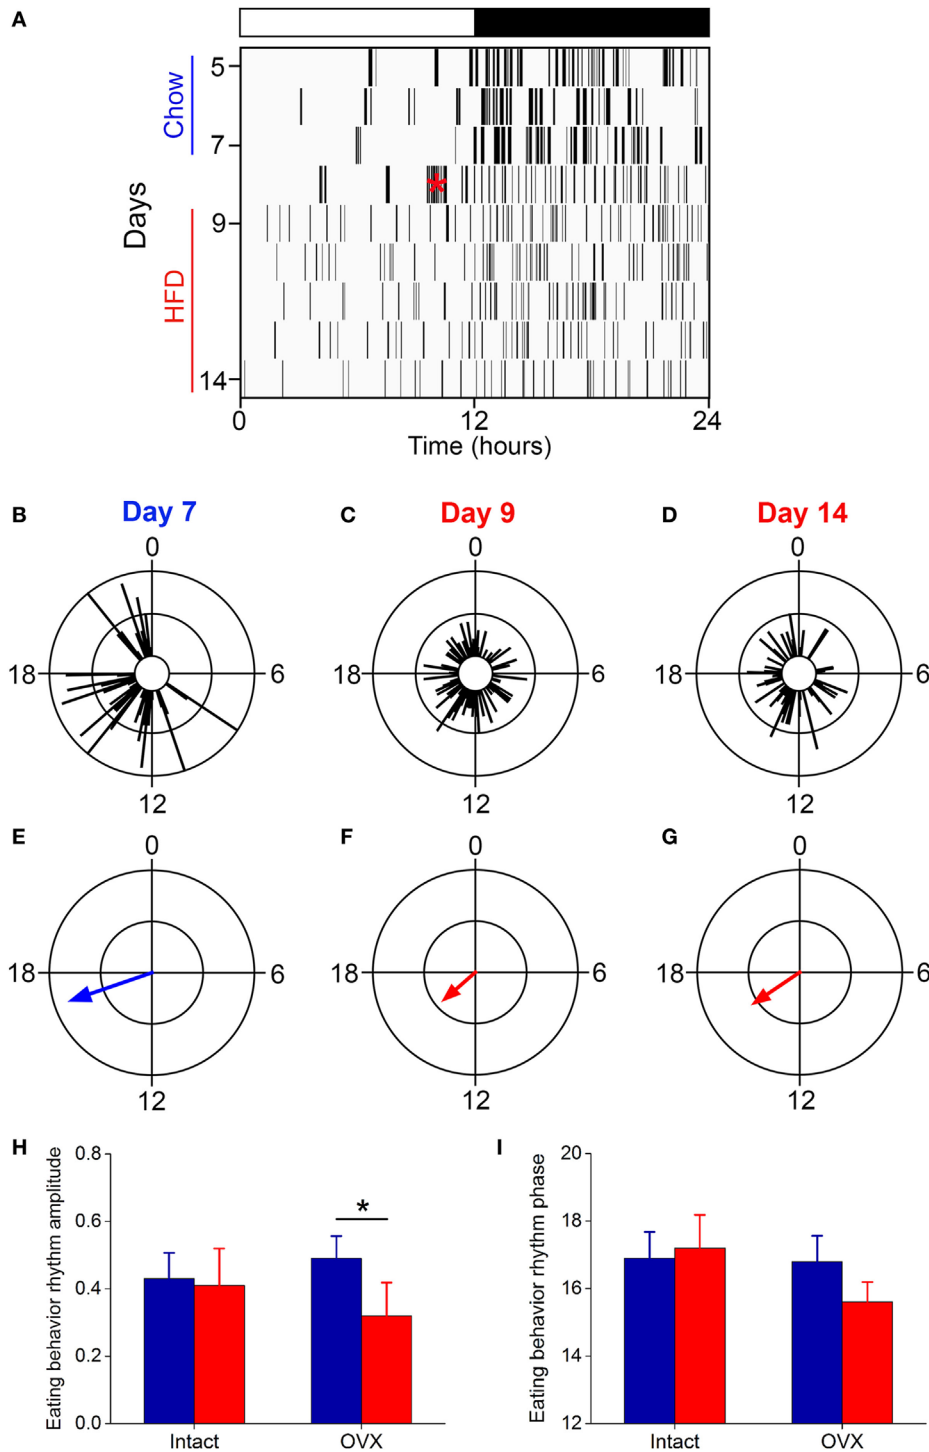 A
Chow
HFD
Days
5
7
*
9
14
0 12 24
Time (hours)
B Day 7
0
18 6
12
C Day 9
0
18 6
12
D Day 14
0
18 6
12
E
0
18 6
12
F
0
18 6
12
G
0
18 6
12
H
Eating behavior rhythm amplitude
0.8
0.6
0.4
0.2
0.0
*
Intact OVX
I
Eating behavior rhythm phase
20
18
16
14
12
Intact OVX